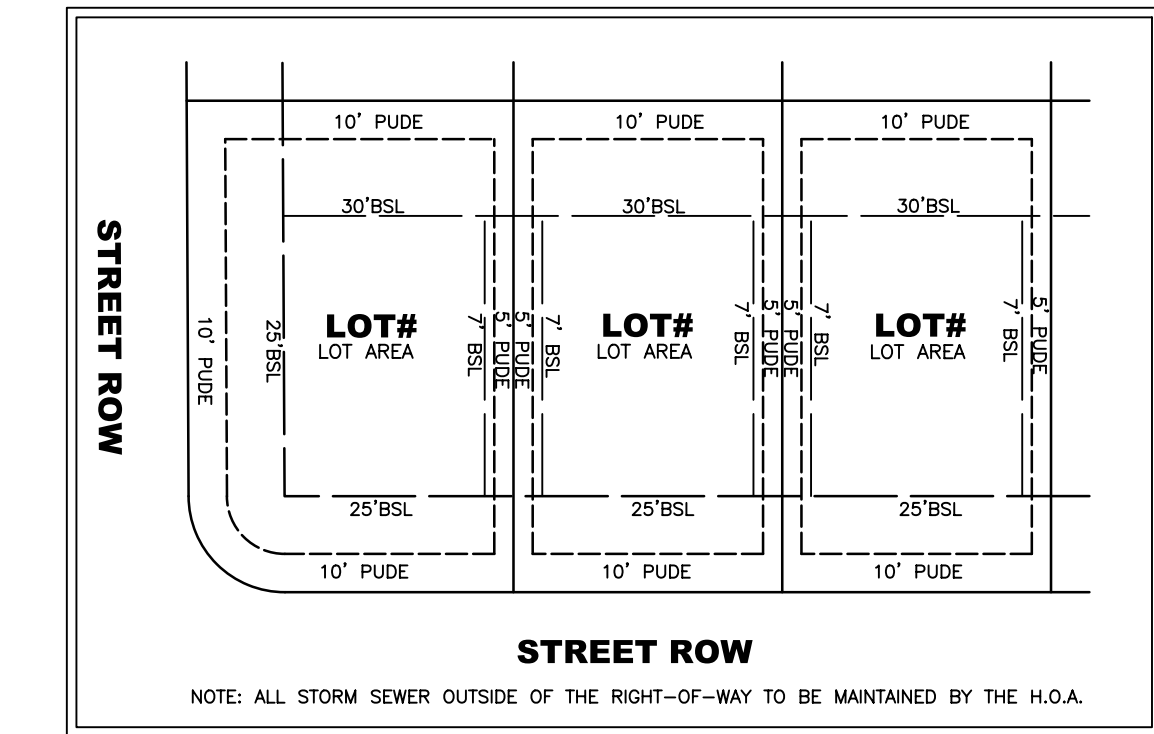 10' PUDE
10' PUDE
10' PUDE
30'BSL
30'BSL
30'BSL
STREET ROW
10' PUDE
25'BSL
LOT#
LOT AREA
7' BSL
5' PUDE
5' PUDE
7' BSL
LOT#
LOT AREA
7' BSL
5' PUDE
5' PUDE
7' BSL
LOT#
LOT AREA
7' BSL
5' PUDE
25'BSL
25'BSL
25'BSL
10' PUDE
10' PUDE
10' PUDE
STREET ROW
NOTE: ALL STORM SEWER OUTSIDE OF THE RIGHT-OF-WAY TO BE MAINTAINED BY THE H.O.A.